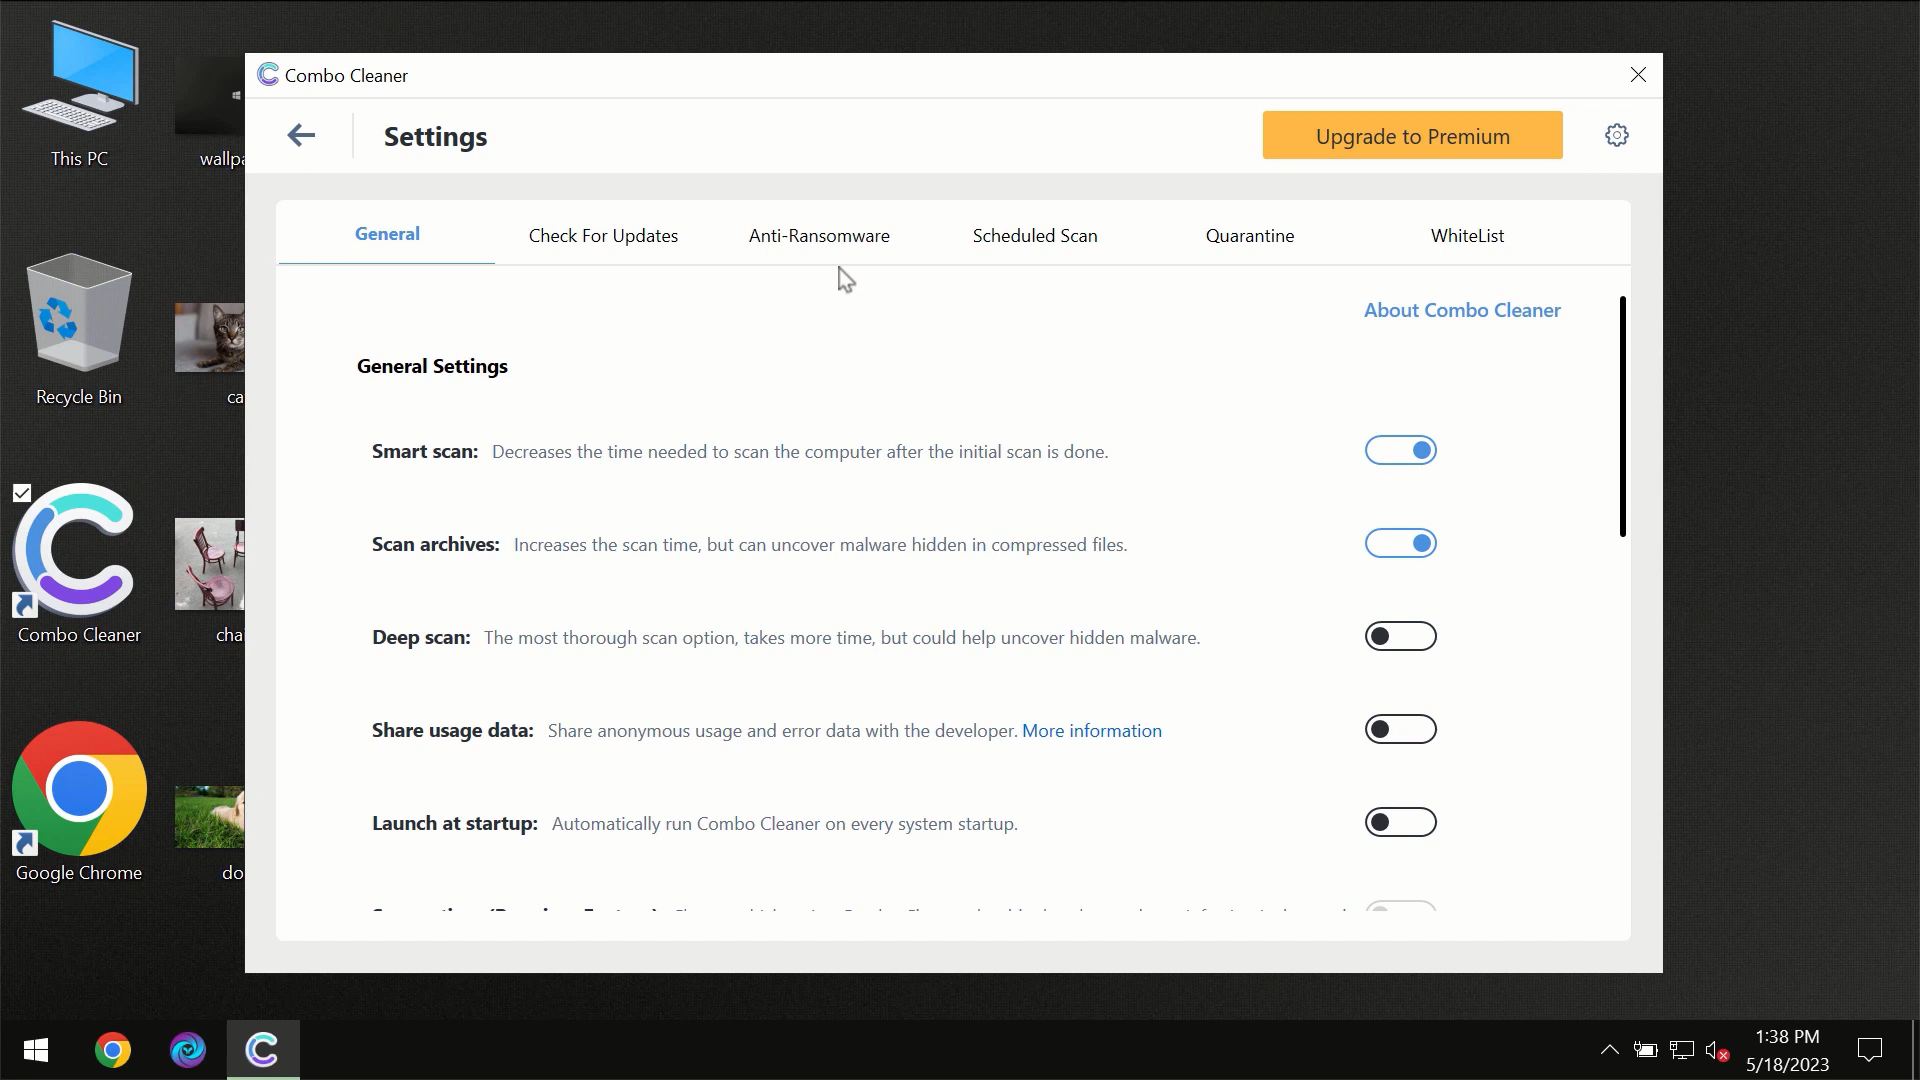 Combo Cleaner
Settings
Upgrade to Premium
General
Check For Updates
Anti-Ransomware
Scheduled Scan
Quarantine
WhiteList
About Combo Cleaner
General Settings
Smart scan: Decreases the time needed to scan the computer after the initial scan is done.
Scan archives: Increases the scan time, but can uncover malware hidden in compressed files.
Deep scan: The most thorough scan option, takes more time, but could help uncover hidden malware.
Share usage data: Share anonymous usage and error data with the developer. More information
Launch at startup: Automatically run Combo Cleaner on every system startup.
This PC
wallpa
Recycle Bin
ca
Combo Cleaner
chai
Google Chrome
do
1:38 PM
5/18/2023